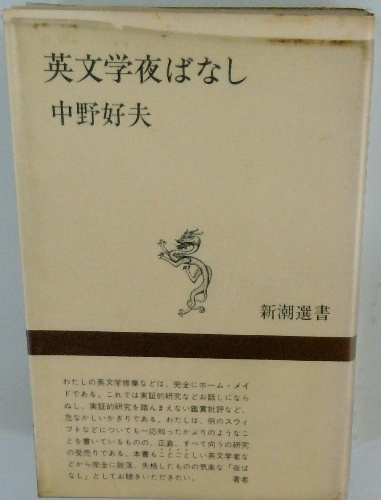 英文学夜ばなし
中野好夫
新潮選書
わたしの英文学修業などは、完全にホーム・メイ
ドである。これでは実証的研究などお話しになら
ぬし、実証的研究を踏んまえない鑑賞批評など、
危なかしいかぎりである。わたしは、例のスウィ
フトなどについても一応知ったかぶりのようなこ
とを書いているものの、正直、すべて向うの研究
の受売りである。本書もことごとしい英文学者な
どから完全に脱落、失格したものの気楽な「夜ば
なし」としてお聴きいただきたい。　著者